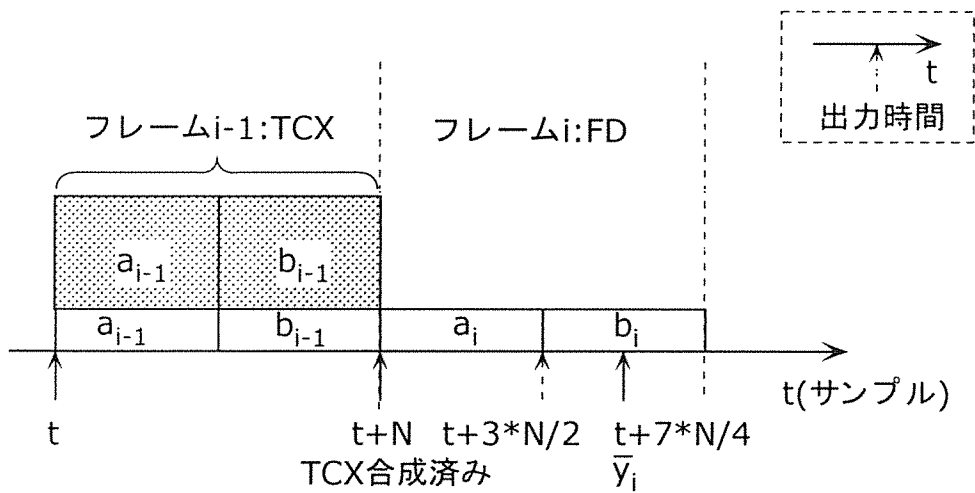 t
出力時間
フレームi-1:TCX
フレームi:FD
a_{i-1}
b_{i-1}
a_{i-1}
b_{i-1}
a_i
b_i
t(サンプル)
t
t+N
t+3*N/2
t+7*N/4
TCX合成済み
ȳ_i